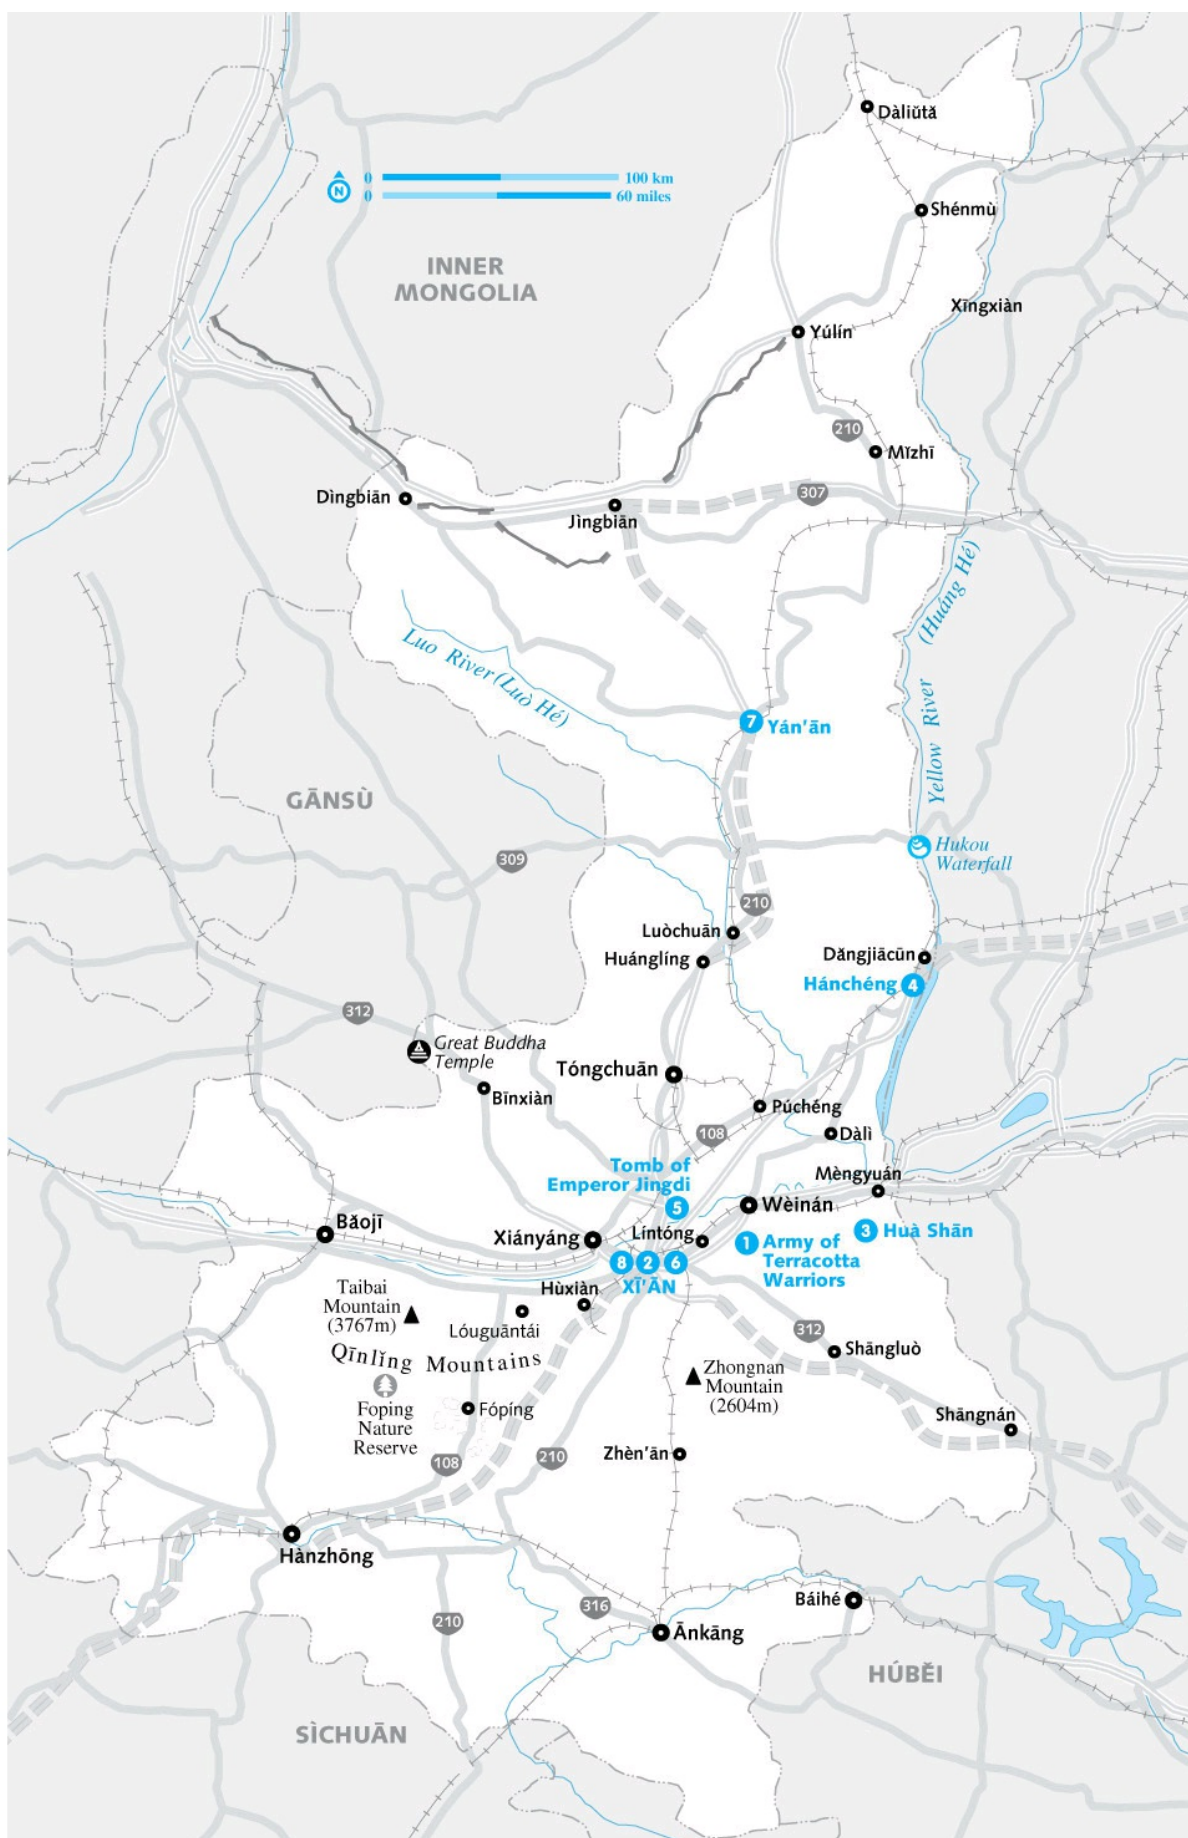 Dàliǔtǎ
0 100 km
N
0 60 miles
Shénmù
INNER
MONGOLIA
Xīngxiàn
Yúlín
210
Mǐzhī
Dìngbiān
307
Jìngbiān
Luo River (Luò Hé)
Yellow River (Huáng Hé)
7 Yán'ān
GĀNSÙ
Hukou
Waterfall
309
210
Luòchuān
Huánglíng
Dǎngjiācūn
Hánchéng 4
312
Great Buddha
Temple
Bīnxiàn
Tóngchuān
Púchéng
108
Dàlì
Tomb of
Emperor Jingdi
5
Mèngyuán
Wèinán
Bǎojī
Xiányáng
Líntóng
3 Huà Shān
1 Army of
Terracotta
Warriors
8 2 6
XĪ'ĀN
Hùxiàn
Taibai
Mountain
(3767m)
Lóuguāntái
312
Shāngluò
Qīnlǐng Mountains
Zhongnan
Mountain
(2604m)
Foping
Nature
Reserve
Fópíng
Shāngnán
108
210
Zhèn'ān
Hànzhōng
316
Báihé
210
Ānkāng
HÚBĚI
SÌCHUĀN